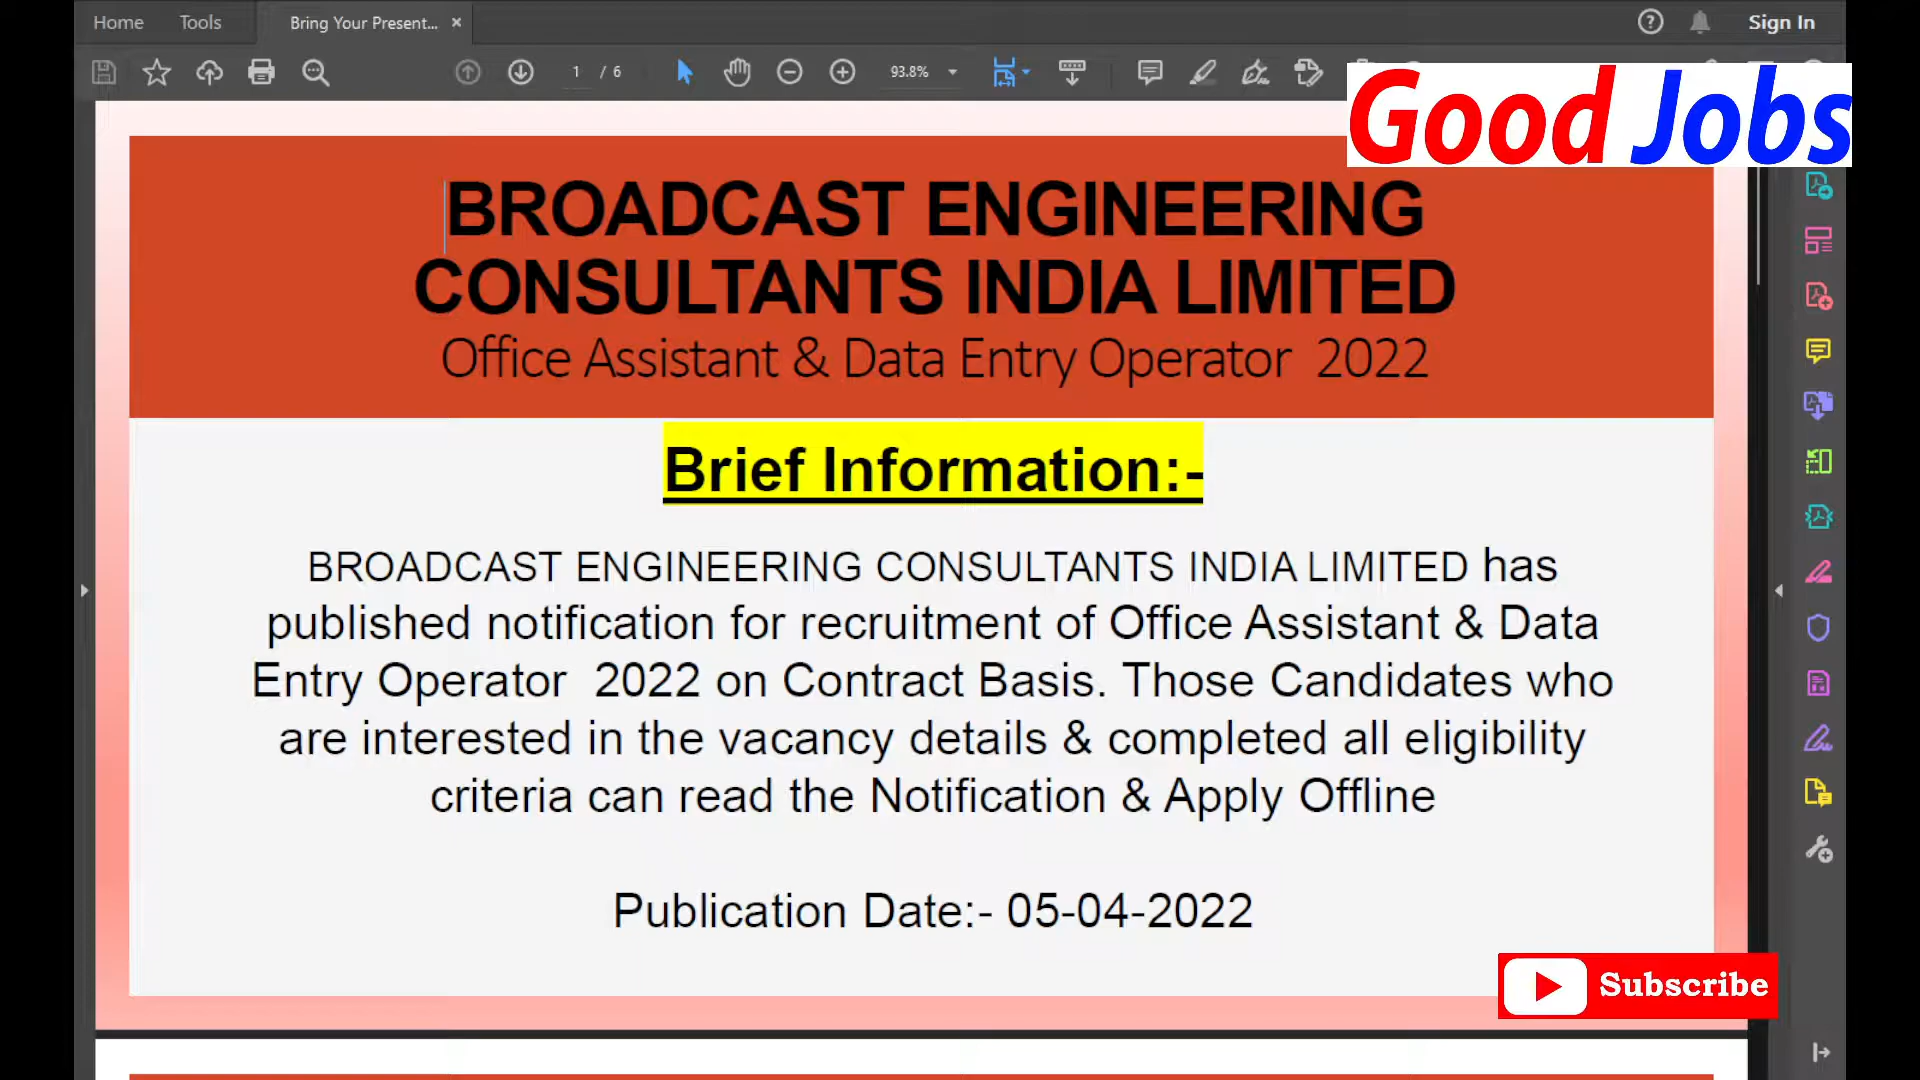 Home Tools Bring Your Present... × Sign In
1 / 6 93.8%
Good Jobs
BROADCAST ENGINEERING
CONSULTANTS INDIA LIMITED
Office Assistant & Data Entry Operator 2022
Brief Information:-
BROADCAST ENGINEERING CONSULTANTS INDIA LIMITED has
published notification for recruitment of Office Assistant & Data
Entry Operator 2022 on Contract Basis. Those Candidates who
are interested in the vacancy details & completed all eligibility
criteria can read the Notification & Apply Offline
Publication Date:- 05-04-2022
Subscribe